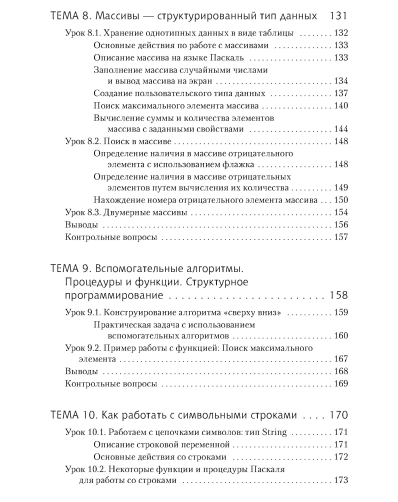 ТЕМА 8. Массивы — структурированный тип данных 131
Урок 8.1. Хранение однотипных данных в виде таблицы ........ 132
Основные действия по работе с массивами ............ 133
Описание массива на языке Паскаль ................ 133
Заполнение массива случайными числами
и вывод массива на экран ..................... 134
Создание пользовательского типа данных ............ 137
Поиск максимального элемента массива ............. 140
Вычисление суммы и количества элементов
массива с заданными свойствами ................ 144
Урок 8.2. Поиск в массиве ........................... 148
Определение наличия в массиве отрицательного
элемента с использованием флажка ............... 148
Определение наличия в массиве отрицательных
элементов путем вычисления их количества .......... 149
Нахождение номера отрицательного элемента массива ... 150
Урок 8.3. Двумерные массивы ......................... 154
Выводы ........................................ 156
Контрольные вопросы ............................... 157
ТЕМА 9. Вспомогательные алгоритмы.
Процедуры и функции. Структурное
программирование . . . . . . . . . . . . . . . . . . . . 158
Урок 9.1. Конструирование алгоритма «сверху вниз» ........ 159
Практическая задача с использованием
вспомогательных алгоритмов ................... 160
Урок 9.2. Пример работы с функцией: Поиск максимального
элемента ...................................... 167
Выводы ........................................ 168
Контрольные вопросы ............................... 169
ТЕМА 10. Как работать с символьными строками . . . . 170
Урок 10.1. Работаем с цепочками символов: тип String ........ 171
Описание строковой переменной .................. 171
Основные действия со строками .................. 172
Урок 10.2. Некоторые функции и процедуры Паскаля
для работы со строками ........................... 173